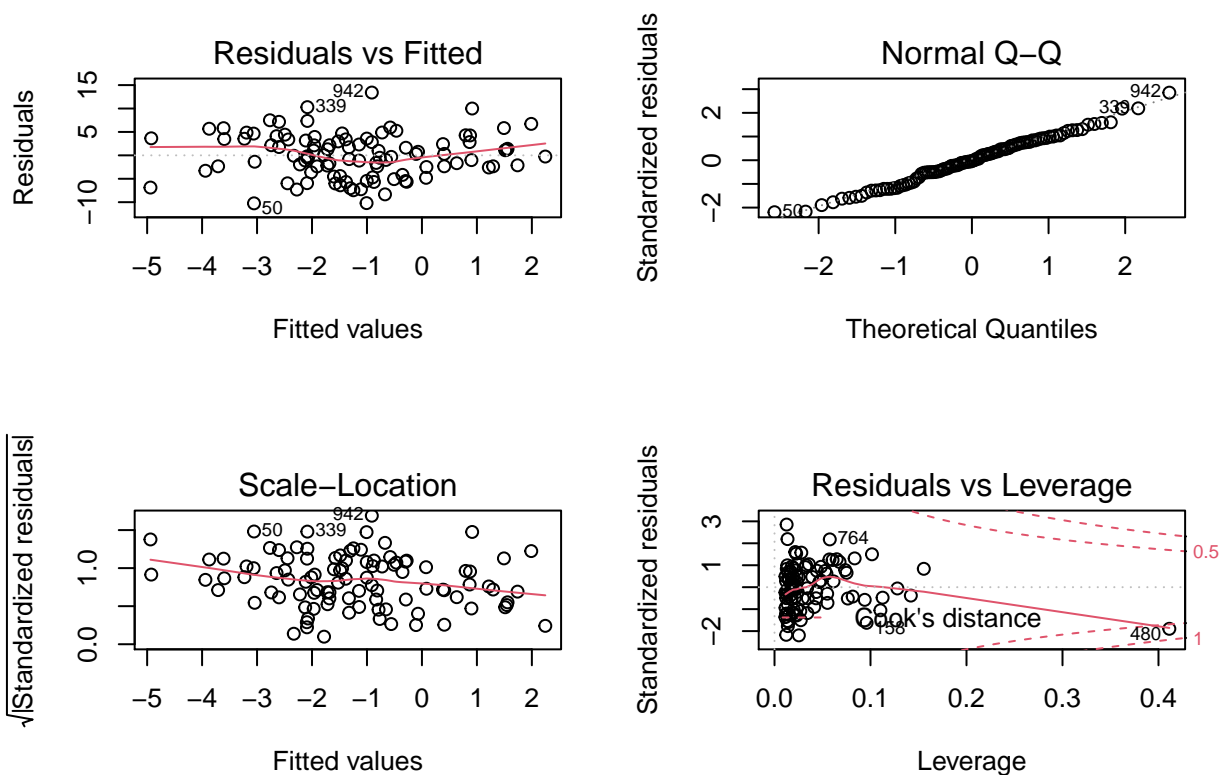 Residuals vs Fitted
Residuals
15
5
−10
942
339
50
−5 −4 −3 −2 −1 0 1 2
Fitted values
Normal Q−Q
Standardized residuals
2
0
−2
942
339
50
−2 −1 0 1 2
Theoretical Quantiles
Scale−Location
√|Standardized residuals|
1.0
0.0
942
50
339
−5 −4 −3 −2 −1 0 1 2
Fitted values
Residuals vs Leverage
Standardized residuals
3
1
−2
764
0.5
Cook's distance
158
480
1
0.0 0.1 0.2 0.3 0.4
Leverage